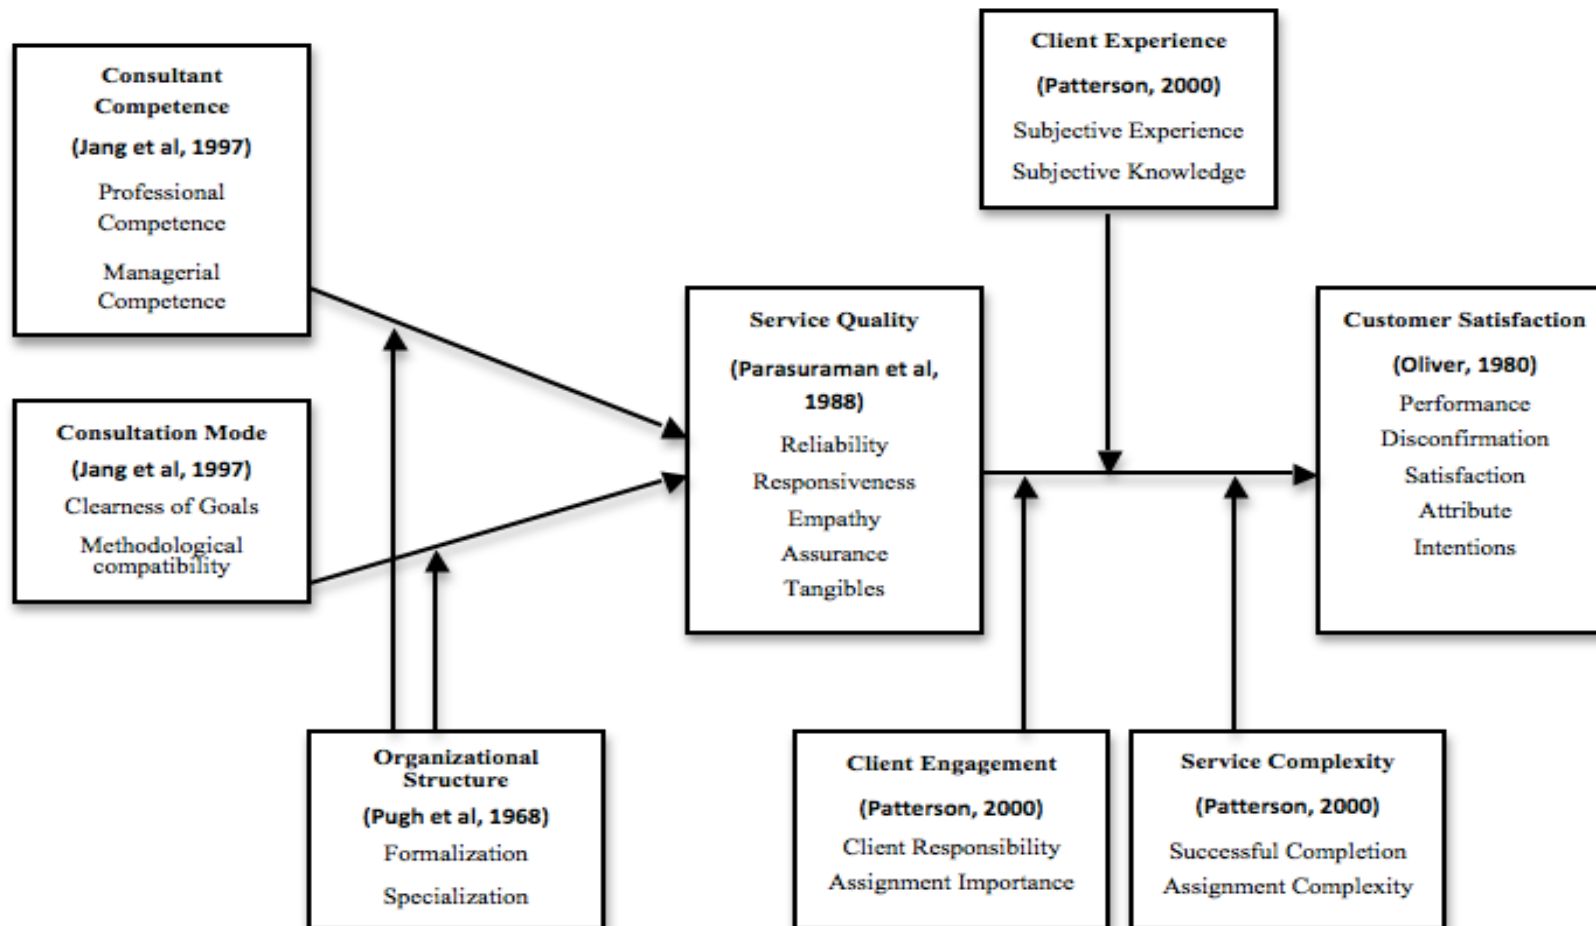 Consultant
Competence
(Jang et al, 1997)
Professional
Competence
Managerial
Competence
Consultation Mode
(Jang et al, 1997)
Clearness of Goals
Methodological
compatibility
Organizational
Structure
(Pugh et al, 1968)
Formalization
Specialization
Service Quality
(Parasuraman et al,
1988)
Reliability
Responsiveness
Empathy
Assurance
Tangibles
Client Experience
(Patterson, 2000)
Subjective Experience
Subjective Knowledge
Client Engagement
(Patterson, 2000)
Client Responsibility
Assignment Importance
Service Complexity
(Patterson, 2000)
Successful Completion
Assignment Complexity
Customer Satisfaction
(Oliver, 1980)
Performance
Disconfirmation
Satisfaction
Attribute
Intentions